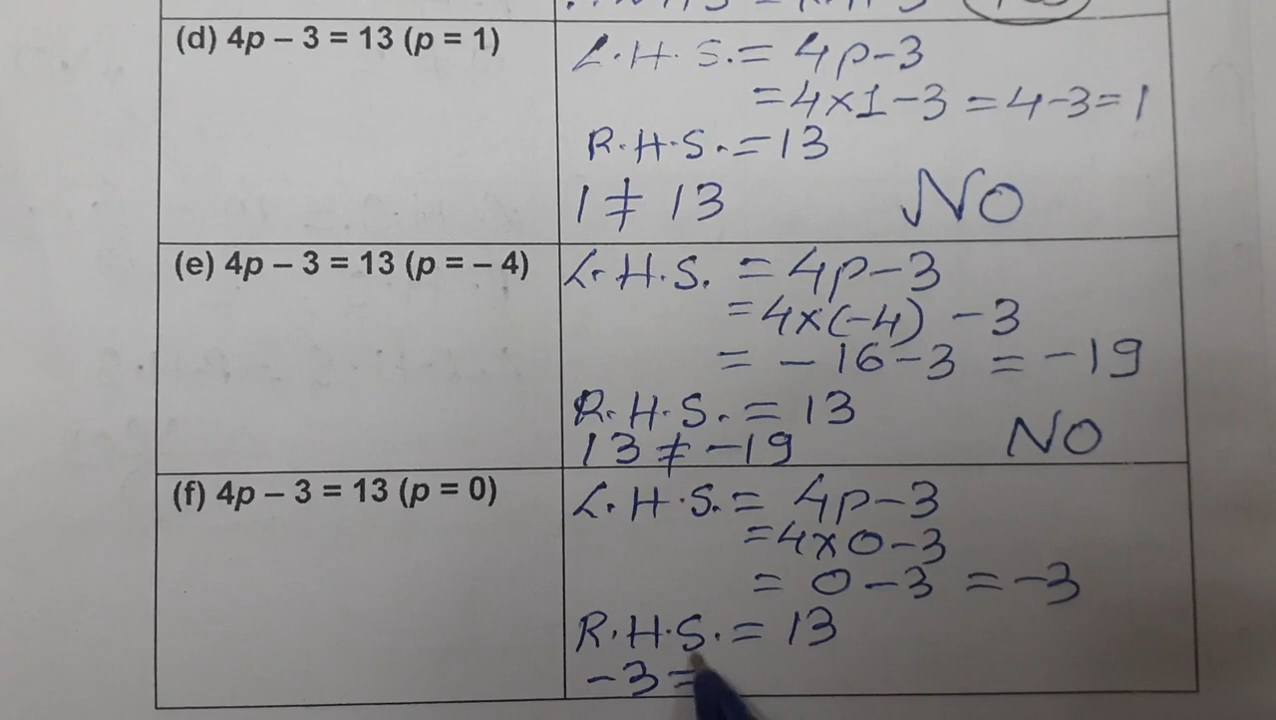 (d) 4p – 3 = 13 (p = 1)
L.H.S. = 4p-3
= 4×1-3 = 4-3=1
R.H.S. = 13
1 ≠ 13 NO
(e) 4p – 3 = 13 (p = – 4)
L.H.S. = 4p-3
= 4×(-4) -3
= -16-3 = -19
R.H.S. = 13
13 ≠ -19 NO
(f) 4p – 3 = 13 (p = 0)
L.H.S. = 4p-3
= 4×0-3
= 0-3 = -3
R.H.S. = 13
-3 =